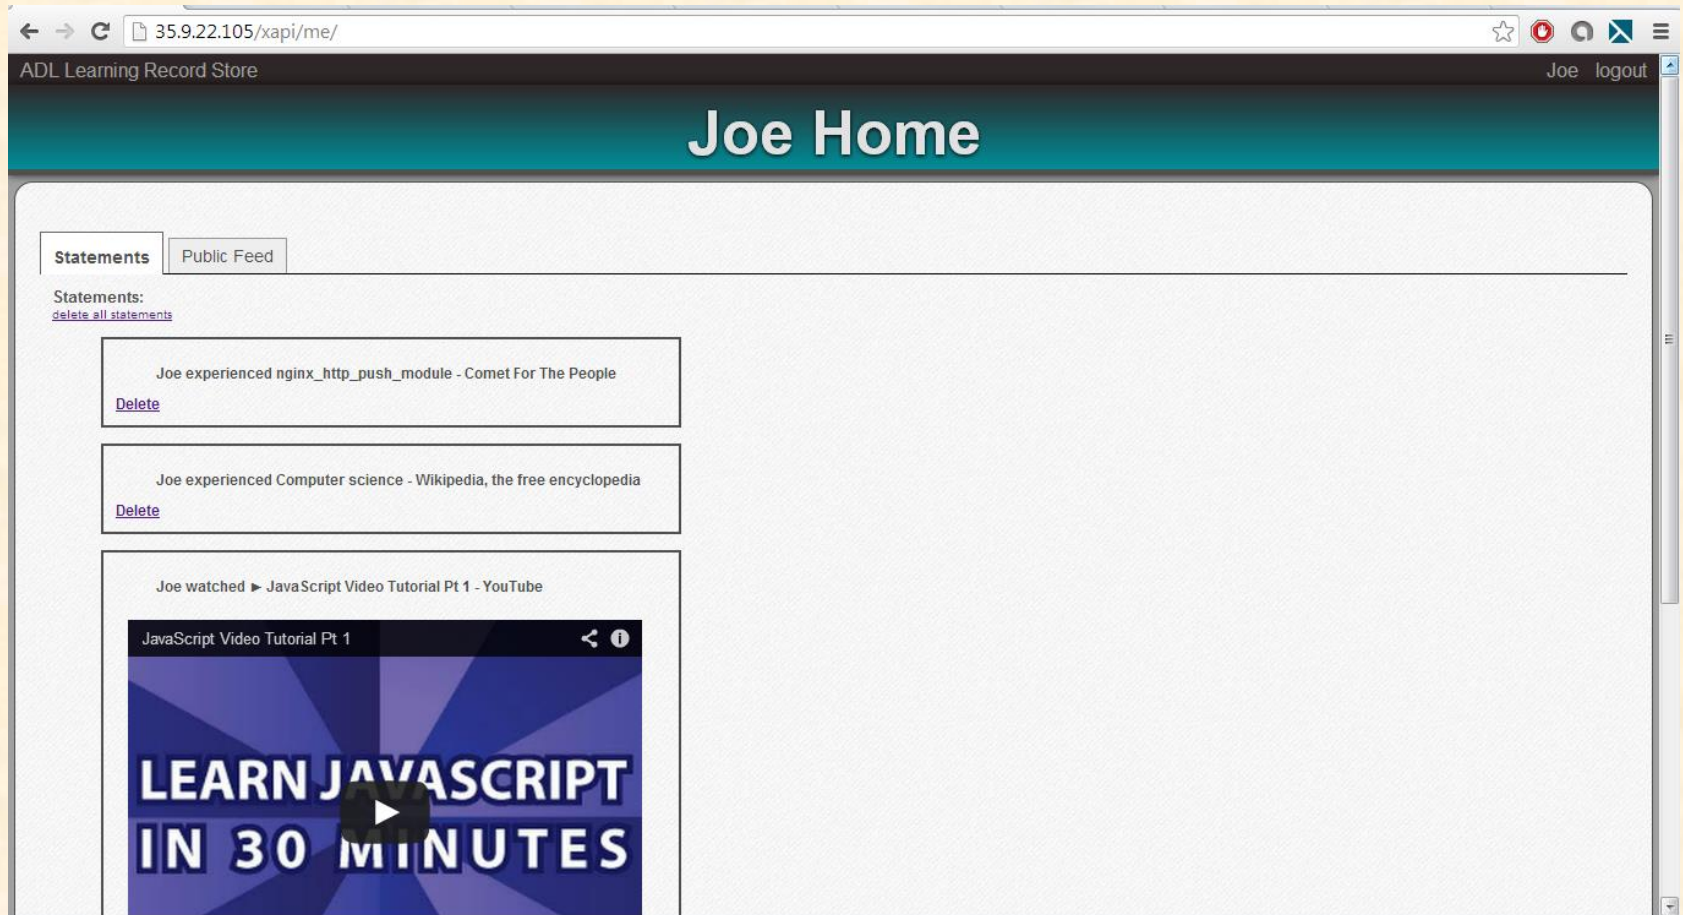 35.9.22.105/xapi/me/
ADL Learning Record Store
Joe logout
Joe Home
Statements
Public Feed
Statements:
delete all statements
Joe experienced nginx_http_push_module - Comet For The People
Delete
Joe experienced Computer science - Wikipedia, the free encyclopedia
Delete
Joe watched ► JavaScript Video Tutorial Pt 1 - YouTube
JavaScript Video Tutorial Pt 1
LEARN JAVASCRIPT
IN 30 MINUTES